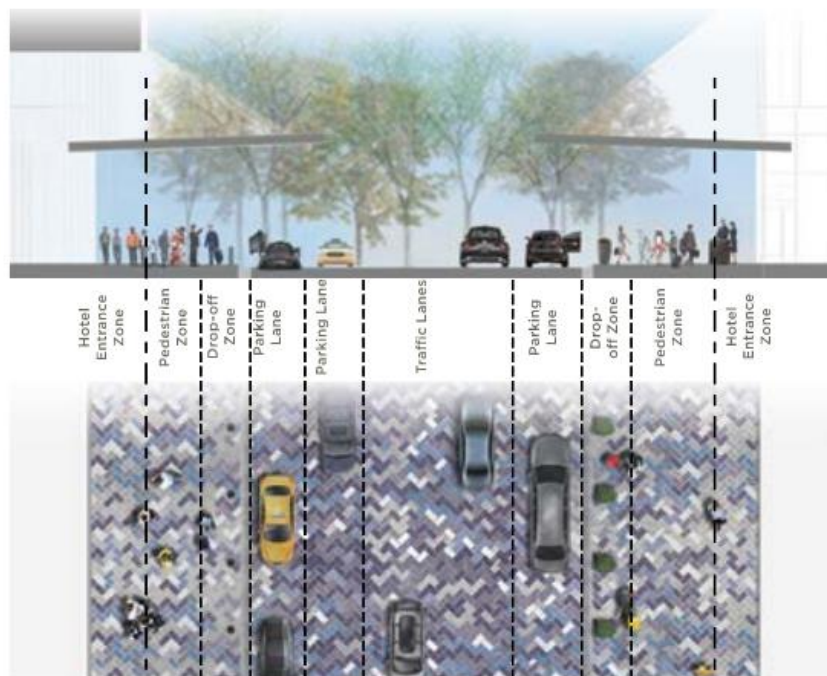 Hotel
Entrance
Zone
Pedestrian
Zone
Drop-off
Zone
Parking
Lane
Parking Lane
Traffic Lanes
Parking
Lane
Drop-
off Zone
Pedestrian
Zone
Hotel
Entrance
Zone